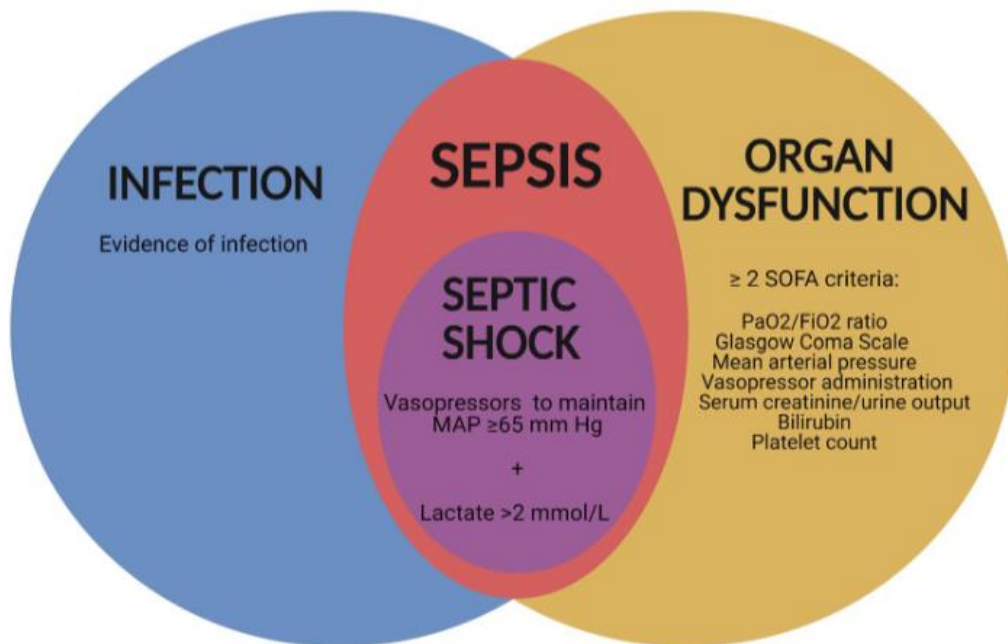 INFECTION
Evidence of infection
SEPSIS
SEPTIC
SHOCK
Vasopressors to maintain
MAP ≥65 mm Hg
+
Lactate >2 mmol/L
ORGAN
DYSFUNCTION
≥ 2 SOFA criteria:
PaO2/FiO2 ratio
Glasgow Coma Scale
Mean arterial pressure
Vasopressor administration
Serum creatinine/urine output
Bilirubin
Platelet count